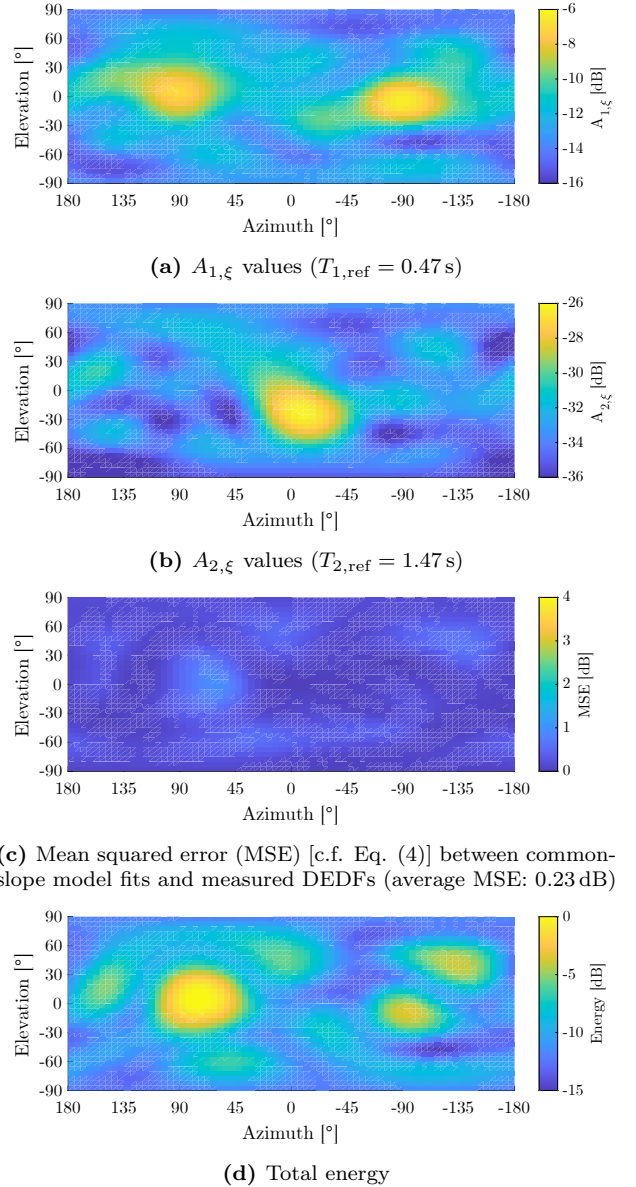 90
60
30
0
-30
-60
-90
Elevation [°]
180 135 90 45 0 -45 -90 -135 -180
Azimuth [°]
-6
-8
-10
-12
-14
-16
A1,ξ [dB]
(a) A1,ξ values (T1,ref = 0.47 s)
90
60
30
0
-30
-60
-90
Elevation [°]
180 135 90 45 0 -45 -90 -135 -180
Azimuth [°]
-26
-28
-30
-32
-34
-36
A2,ξ [dB]
(b) A2,ξ values (T2,ref = 1.47 s)
90
60
30
0
-30
-60
-90
Elevation [°]
180 135 90 45 0 -45 -90 -135 -180
Azimuth [°]
4
3
2
1
0
MSE [dB]
(c) Mean squared error (MSE) [c.f. Eq. (4)] between common-
slope model fits and measured DEDFs (average MSE: 0.23 dB)
90
60
30
0
-30
-60
-90
Elevation [°]
180 135 90 45 0 -45 -90 -135 -180
Azimuth [°]
0
-5
-10
-15
Energy [dB]
(d) Total energy